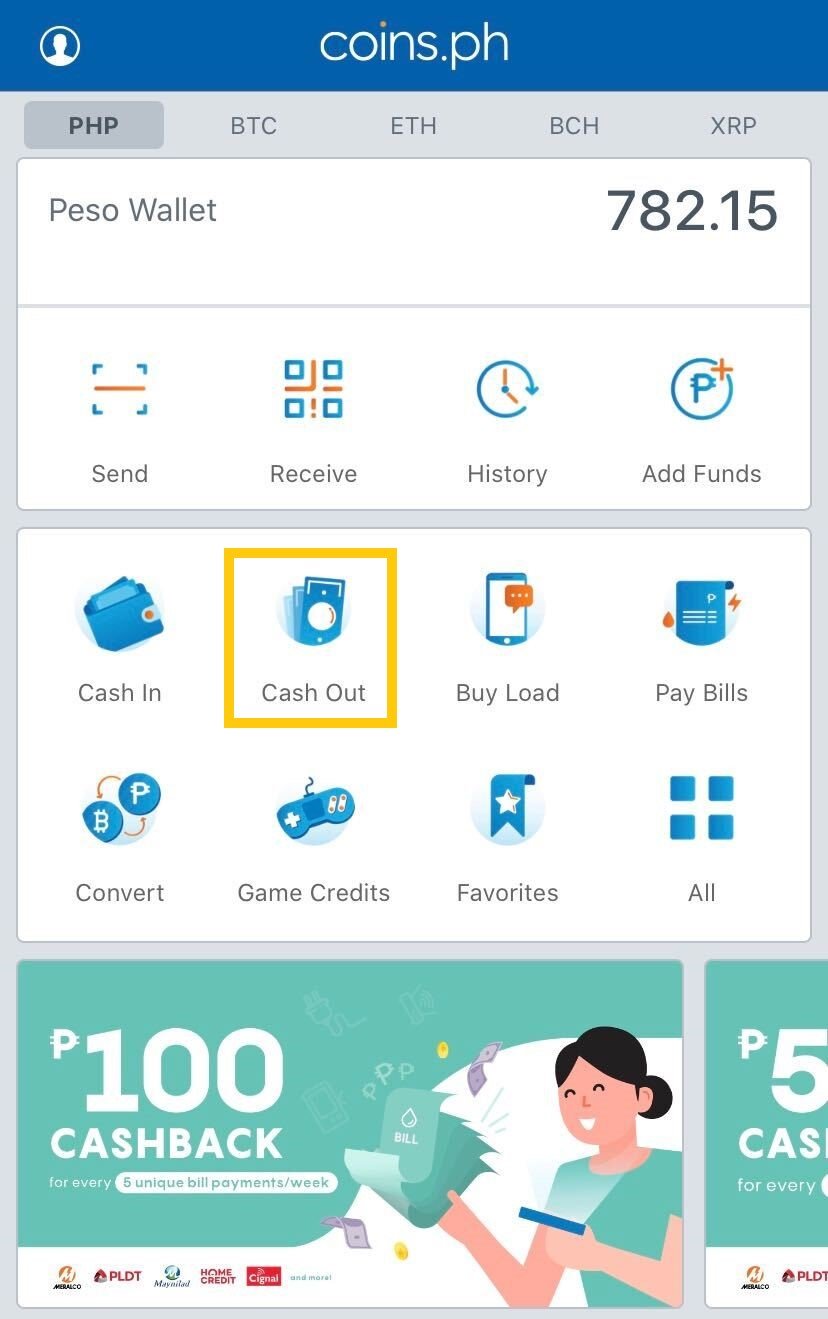 coins.ph
PHP BTC ETH BCH XRP
Peso Wallet 782.15
Send Receive History Add Funds
Cash In Cash Out Buy Load Pay Bills
Convert Game Credits Favorites All
₱100
CASHBACK
for every 5 unique bill payments/week
BILL
MERALCO PLDT Maynilad HOME CREDIT Cignal and more!
₱5
CAS
for every
MERALCO PLDT